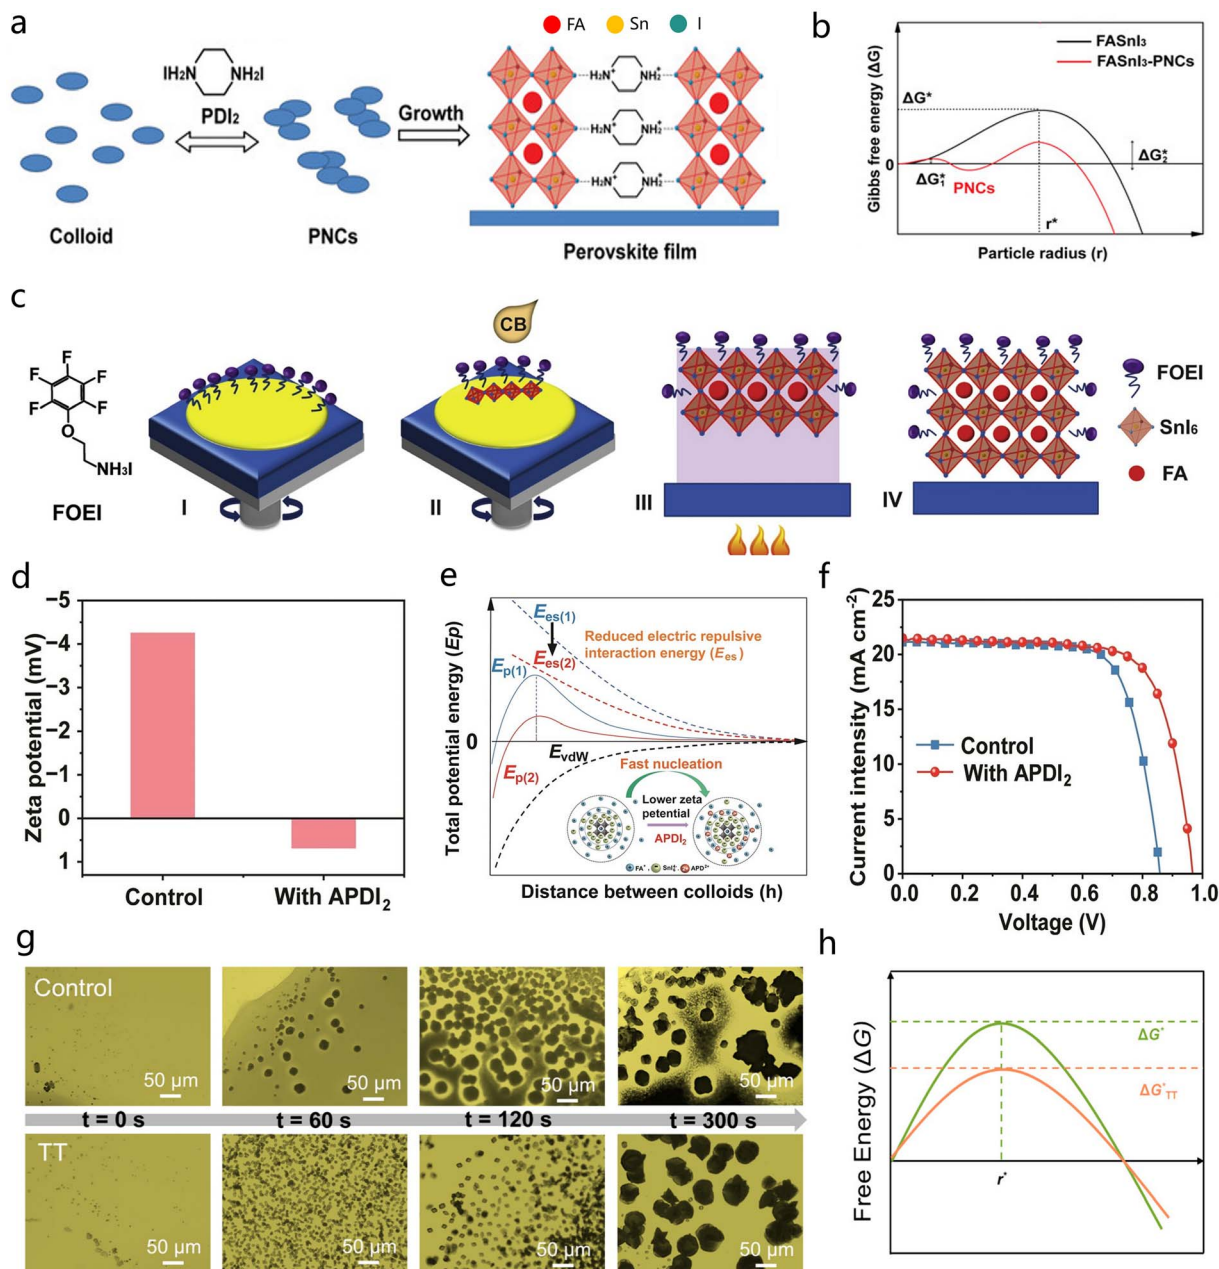 a
FA Sn I
IH2N NH2I
PDI2
Growth
H2N+ NH2+
H2N+ NH2+
H2N+ NH2+
Colloid
PNCs
Perovskite film
b
Gibbs free energy (ΔG)
FASnI3
FASnI3-PNCs
ΔG*
0
ΔG1*
PNCs
ΔG2*
r*
Particle radius (r)
c
F
F F
F F
O
NH3I
FOEI
I
CB
II
III
IV
FOEI
SnI6
FA
d
Zeta potential (mV)
−5
−4
−3
−2
−1
0
1
Control With APDI2
e
Total potential energy (Ep)
Ees(1)
Reduced electric repulsive
interaction energy (Ees)
Ees(2)
Ep(1)
0
EvdW
Ep(2)
Fast nucleation
Lower zeta
potential
APDI2
Distance between colloids (h)
f
Current intensity (mA cm-2)
25
20
15
10
5
0
Control
With APDI2
0.0 0.2 0.4 0.6 0.8 1.0
Voltage (V)
g
Control
50 μm 50 μm 50 μm 50 μm
t = 0 s t = 60 s t = 120 s t = 300 s
TT
50 μm 50 μm 50 μm 50 μm
h
Free Energy (ΔG)
ΔG*
ΔG*TT
r*